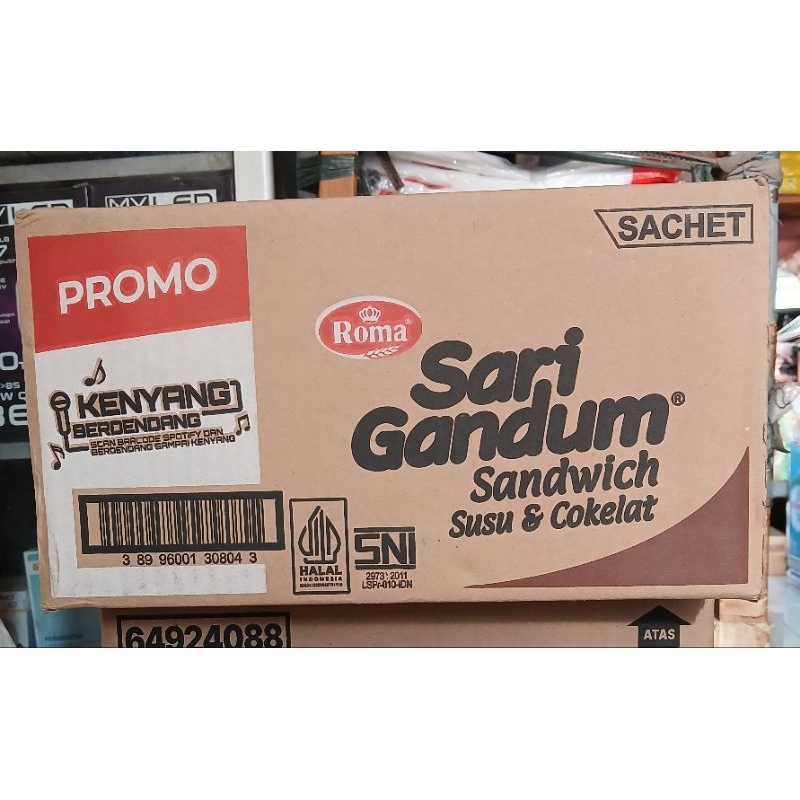 SACHET
PROMO
Roma®
Sari
Gandum®
Sandwich
Susu & Cokelat
KENYANG
BERDENDANG
SCAN BARCODE SPOTIFY DAN
BERDENDANG SAMPAI KENYANG
3 89 96001 30804 3
HALAL
INDONESIA
SNI
2973 : 2011
LSPr-010-IDN
64924088
ATAS
MYLED